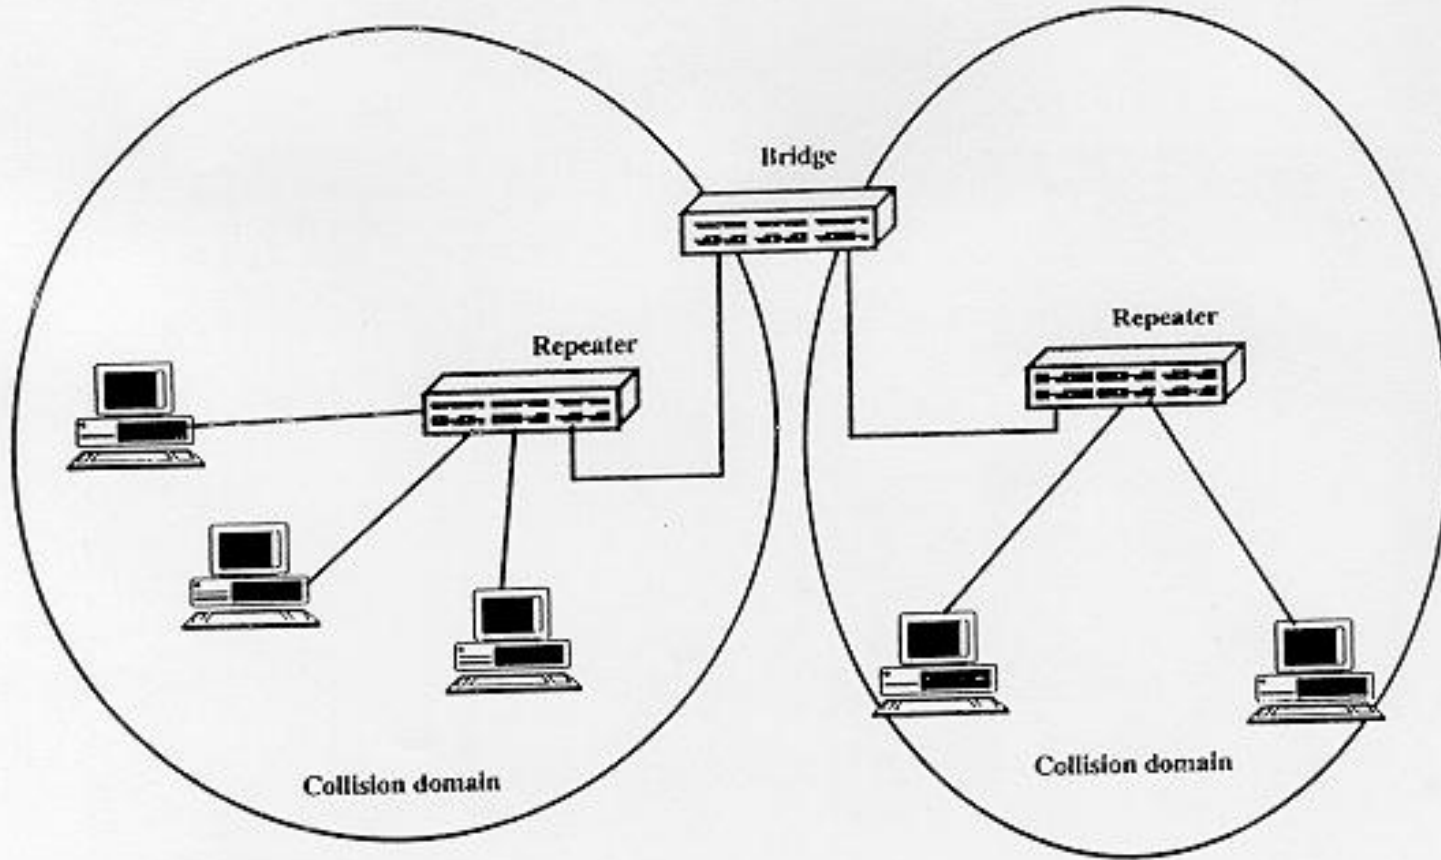 Bridge
Repeater
Repeater
Collision domain
Collision domain